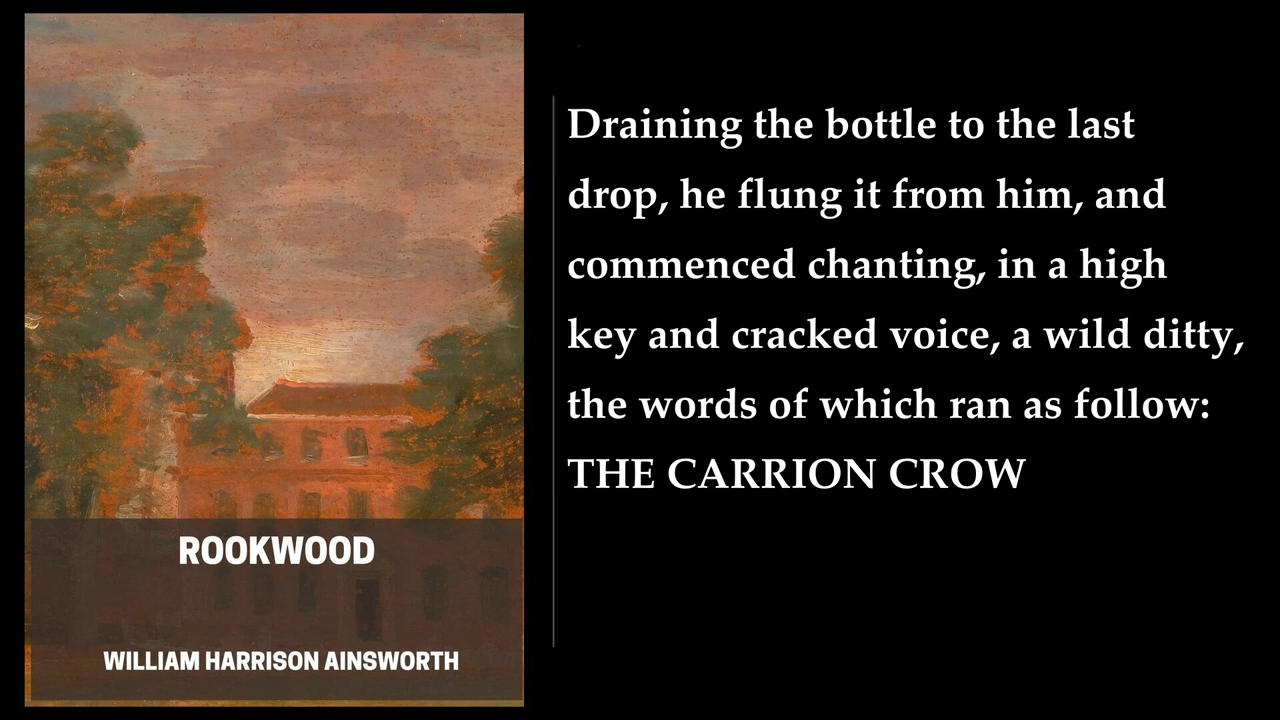 Draining the bottle to the last
drop, he flung it from him, and
commenced chanting, in a high
key and cracked voice, a wild ditty,
the words of which ran as follow:
THE CARRION CROW
ROOKWOOD
WILLIAM HARRISON AINSWORTH